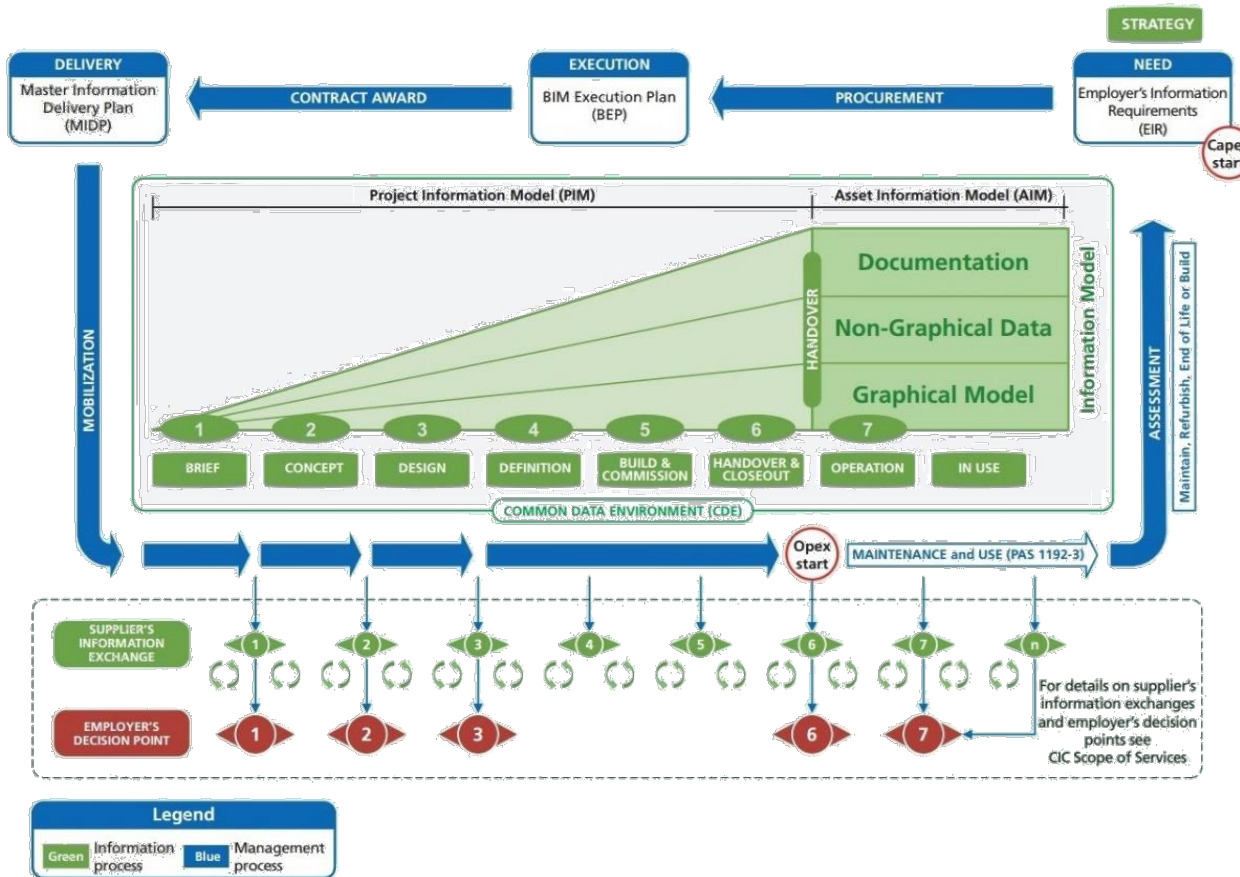 STRATEGY
DELIVERY
Master Information
Delivery Plan
(MIDP)
CONTRACT AWARD
EXECUTION
BIM Execution Plan
(BEP)
PROCUREMENT
NEED
Employer's Information
Requirements
(EIR)
Capex
start
Project Information Model (PIM)
Asset Information Model (AIM)
MOBILIZATION
HANDOVER
Documentation
Non-Graphical Data
Graphical Model
Information Model
ASSESSMENT
Maintain, Refurbish, End of Life or Build
1
2
3
4
5
6
7
BRIEF
CONCEPT
DESIGN
DEFINITION
BUILD &
COMMISSION
HANDOVER &
CLOSEOUT
OPERATION
IN USE
COMMON DATA ENVIRONMENT (CDE)
Opex
start
MAINTENANCE and USE (PAS 1192-3)
SUPPLIER'S
INFORMATION
EXCHANGE
1
2
3
4
5
6
7
n
EMPLOYER'S
DECISION POINT
1
2
3
6
7
For details on supplier's
information exchanges
and employer's decision
points see
CIC Scope of Services
Legend
Green
Information
process
Blue
Management
process